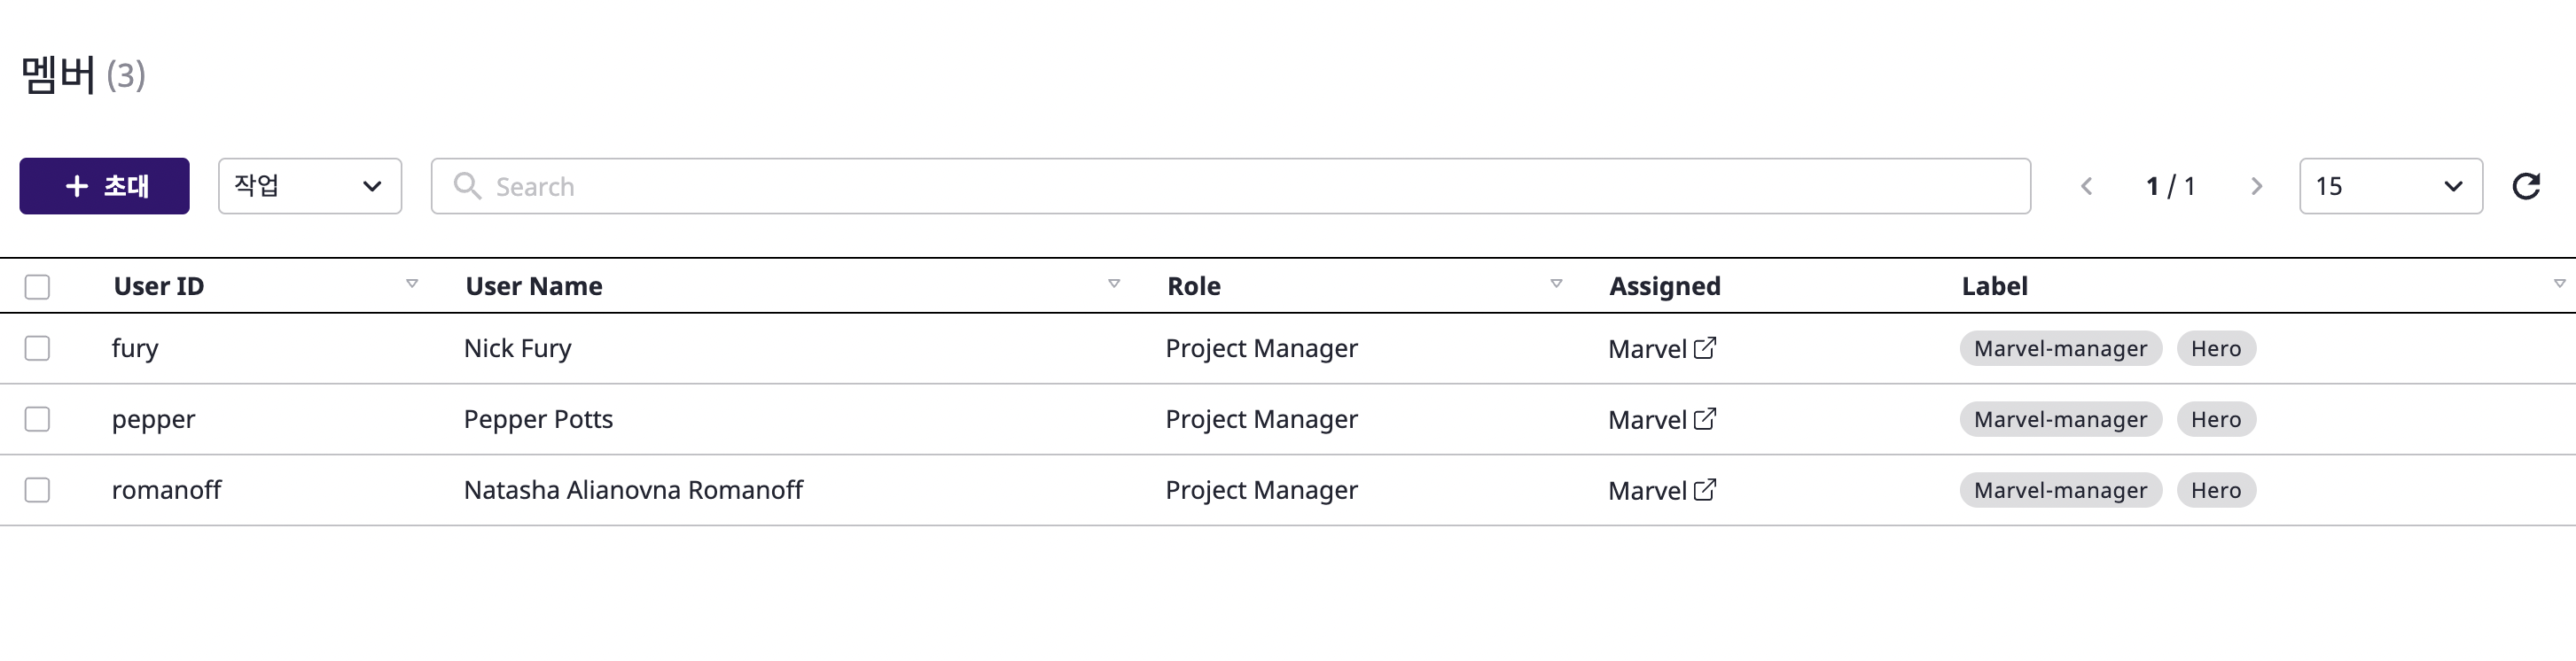 멤버 (3)
+ 초대 작업 Search 1 / 1 15
User ID User Name Role Assigned Label
fury Nick Fury Project Manager Marvel Marvel-manager Hero
pepper Pepper Potts Project Manager Marvel Marvel-manager Hero
romanoff Natasha Alianovna Romanoff Project Manager Marvel Marvel-manager Hero